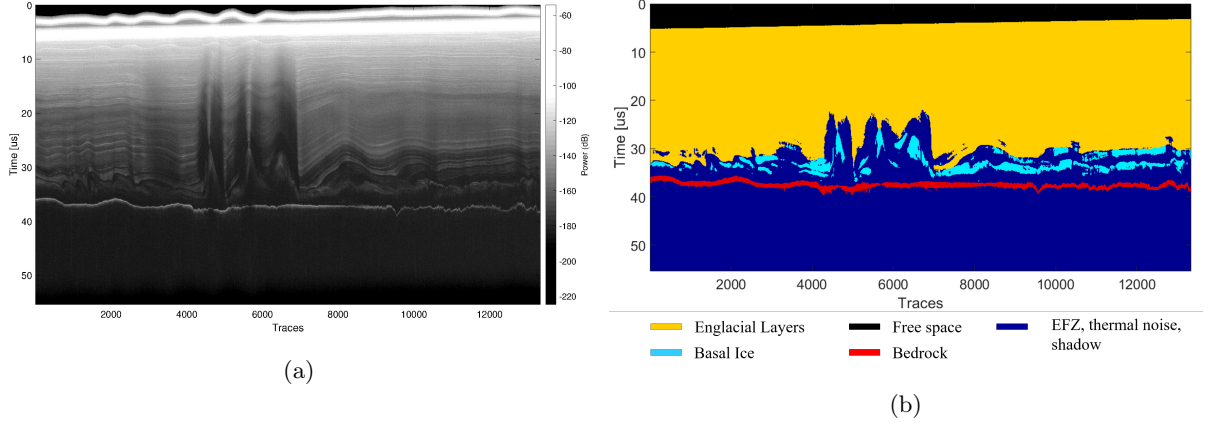 0
10
20
30
40
50
Time [us]
2000
4000
6000
8000
10000
12000
Traces
-60
-80
-100
-120
-140
-160
-180
-200
-220
Power (dB)
(a)
0
10
20
30
40
50
Time [us]
2000
4000
6000
8000
10000
12000
Traces
Englacial Layers
Free space
EFZ, thermal noise,
shadow
Basal Ice
Bedrock
(b)